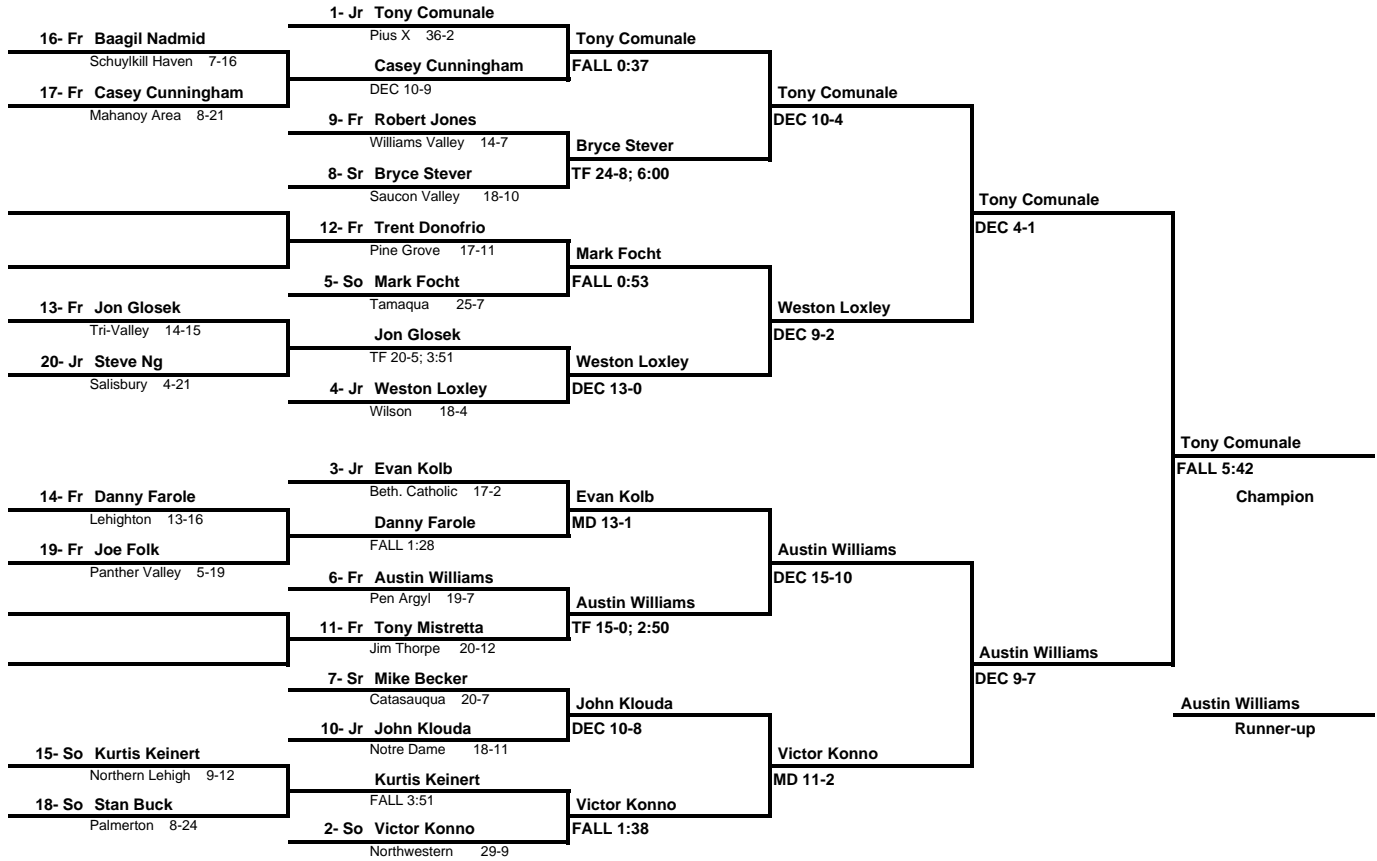 1- Jr Tony Comunale
Pius X 36-2
16- Fr Baagil Nadmid
Schuylkill Haven 7-16
Tony Comunale
FALL 0:37
Casey Cunningham
DEC 10-9
17- Fr Casey Cunningham
Mahanoy Area 8-21
Tony Comunale
DEC 10-4
9- Fr Robert Jones
Williams Valley 14-7
Bryce Stever
TF 24-8; 6:00
8- Sr Bryce Stever
Saucon Valley 18-10
Tony Comunale
DEC 4-1
12- Fr Trent Donofrio
Pine Grove 17-11
Mark Focht
FALL 0:53
5- So Mark Focht
Tamaqua 25-7
13- Fr Jon Glosek
Tri-Valley 14-15
Weston Loxley
DEC 9-2
Jon Glosek
TF 20-5; 3:51
20- Jr Steve Ng
Salisbury 4-21
Weston Loxley
DEC 13-0
4- Jr Weston Loxley
Wilson 18-4
Tony Comunale
FALL 5:42
Champion
3- Jr Evan Kolb
Beth. Catholic 17-2
14- Fr Danny Farole
Lehighton 13-16
Evan Kolb
MD 13-1
Danny Farole
FALL 1:28
19- Fr Joe Folk
Panther Valley 5-19
Austin Williams
DEC 15-10
6- Fr Austin Williams
Pen Argyl 19-7
Austin Williams
TF 15-0; 2:50
11- Fr Tony Mistretta
Jim Thorpe 20-12
Austin Williams
DEC 9-7
7- Sr Mike Becker
Catasauqua 20-7
John Klouda
DEC 10-8
Austin Williams
Runner-up
10- Jr John Klouda
Notre Dame 18-11
15- So Kurtis Keinert
Northern Lehigh 9-12
Victor Konno
MD 11-2
Kurtis Keinert
FALL 3:51
18- So Stan Buck
Palmerton 8-24
Victor Konno
FALL 1:38
2- So Victor Konno
Northwestern 29-9